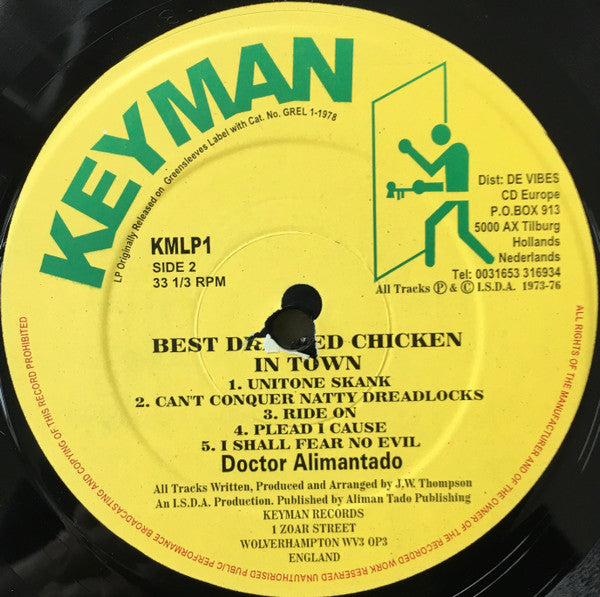 KEYMAN
LP Originally Released on Greensleeves Label with Cat. No. GREL 1-1978
KMLP1
SIDE 2
33 1/3 RPM
Dist: DE VIBES
CD Europe
P.O.BOX 913
5000 AX Tilburg
Hollands
Nederlands
Tel: 0031653 316934
All Tracks Ⓟ & Ⓒ I.S.D.A. 1973-76
BEST CHICKEN
IN TOWN
1. UNITONE SKANK
2. CAN'T CONQUER NATTY DREADLOCKS
3. RIDE ON
4. PLEAD I CAUSE
5. I SHALL FEAR NO EVIL
Doctor Alimantado
All Tracks Written, Produced and Arranged by J.W. Thompson
An I.S.D.A. Production. Published by Aliman Tado Publishing
KEYMAN RECORDS
1 ZOAR STREET
WOLVERHAMPTON WV3 OP3
ENGLAND
ALL RIGHTS OF THE MANUFACTURER AND OF THE OWNER OF THE RECORDED WORK RESERVED UNAUTHORISED PUBLIC PERFORMANCE BROADCASTING AND COPYING OF THIS RECORD PROHIBITED